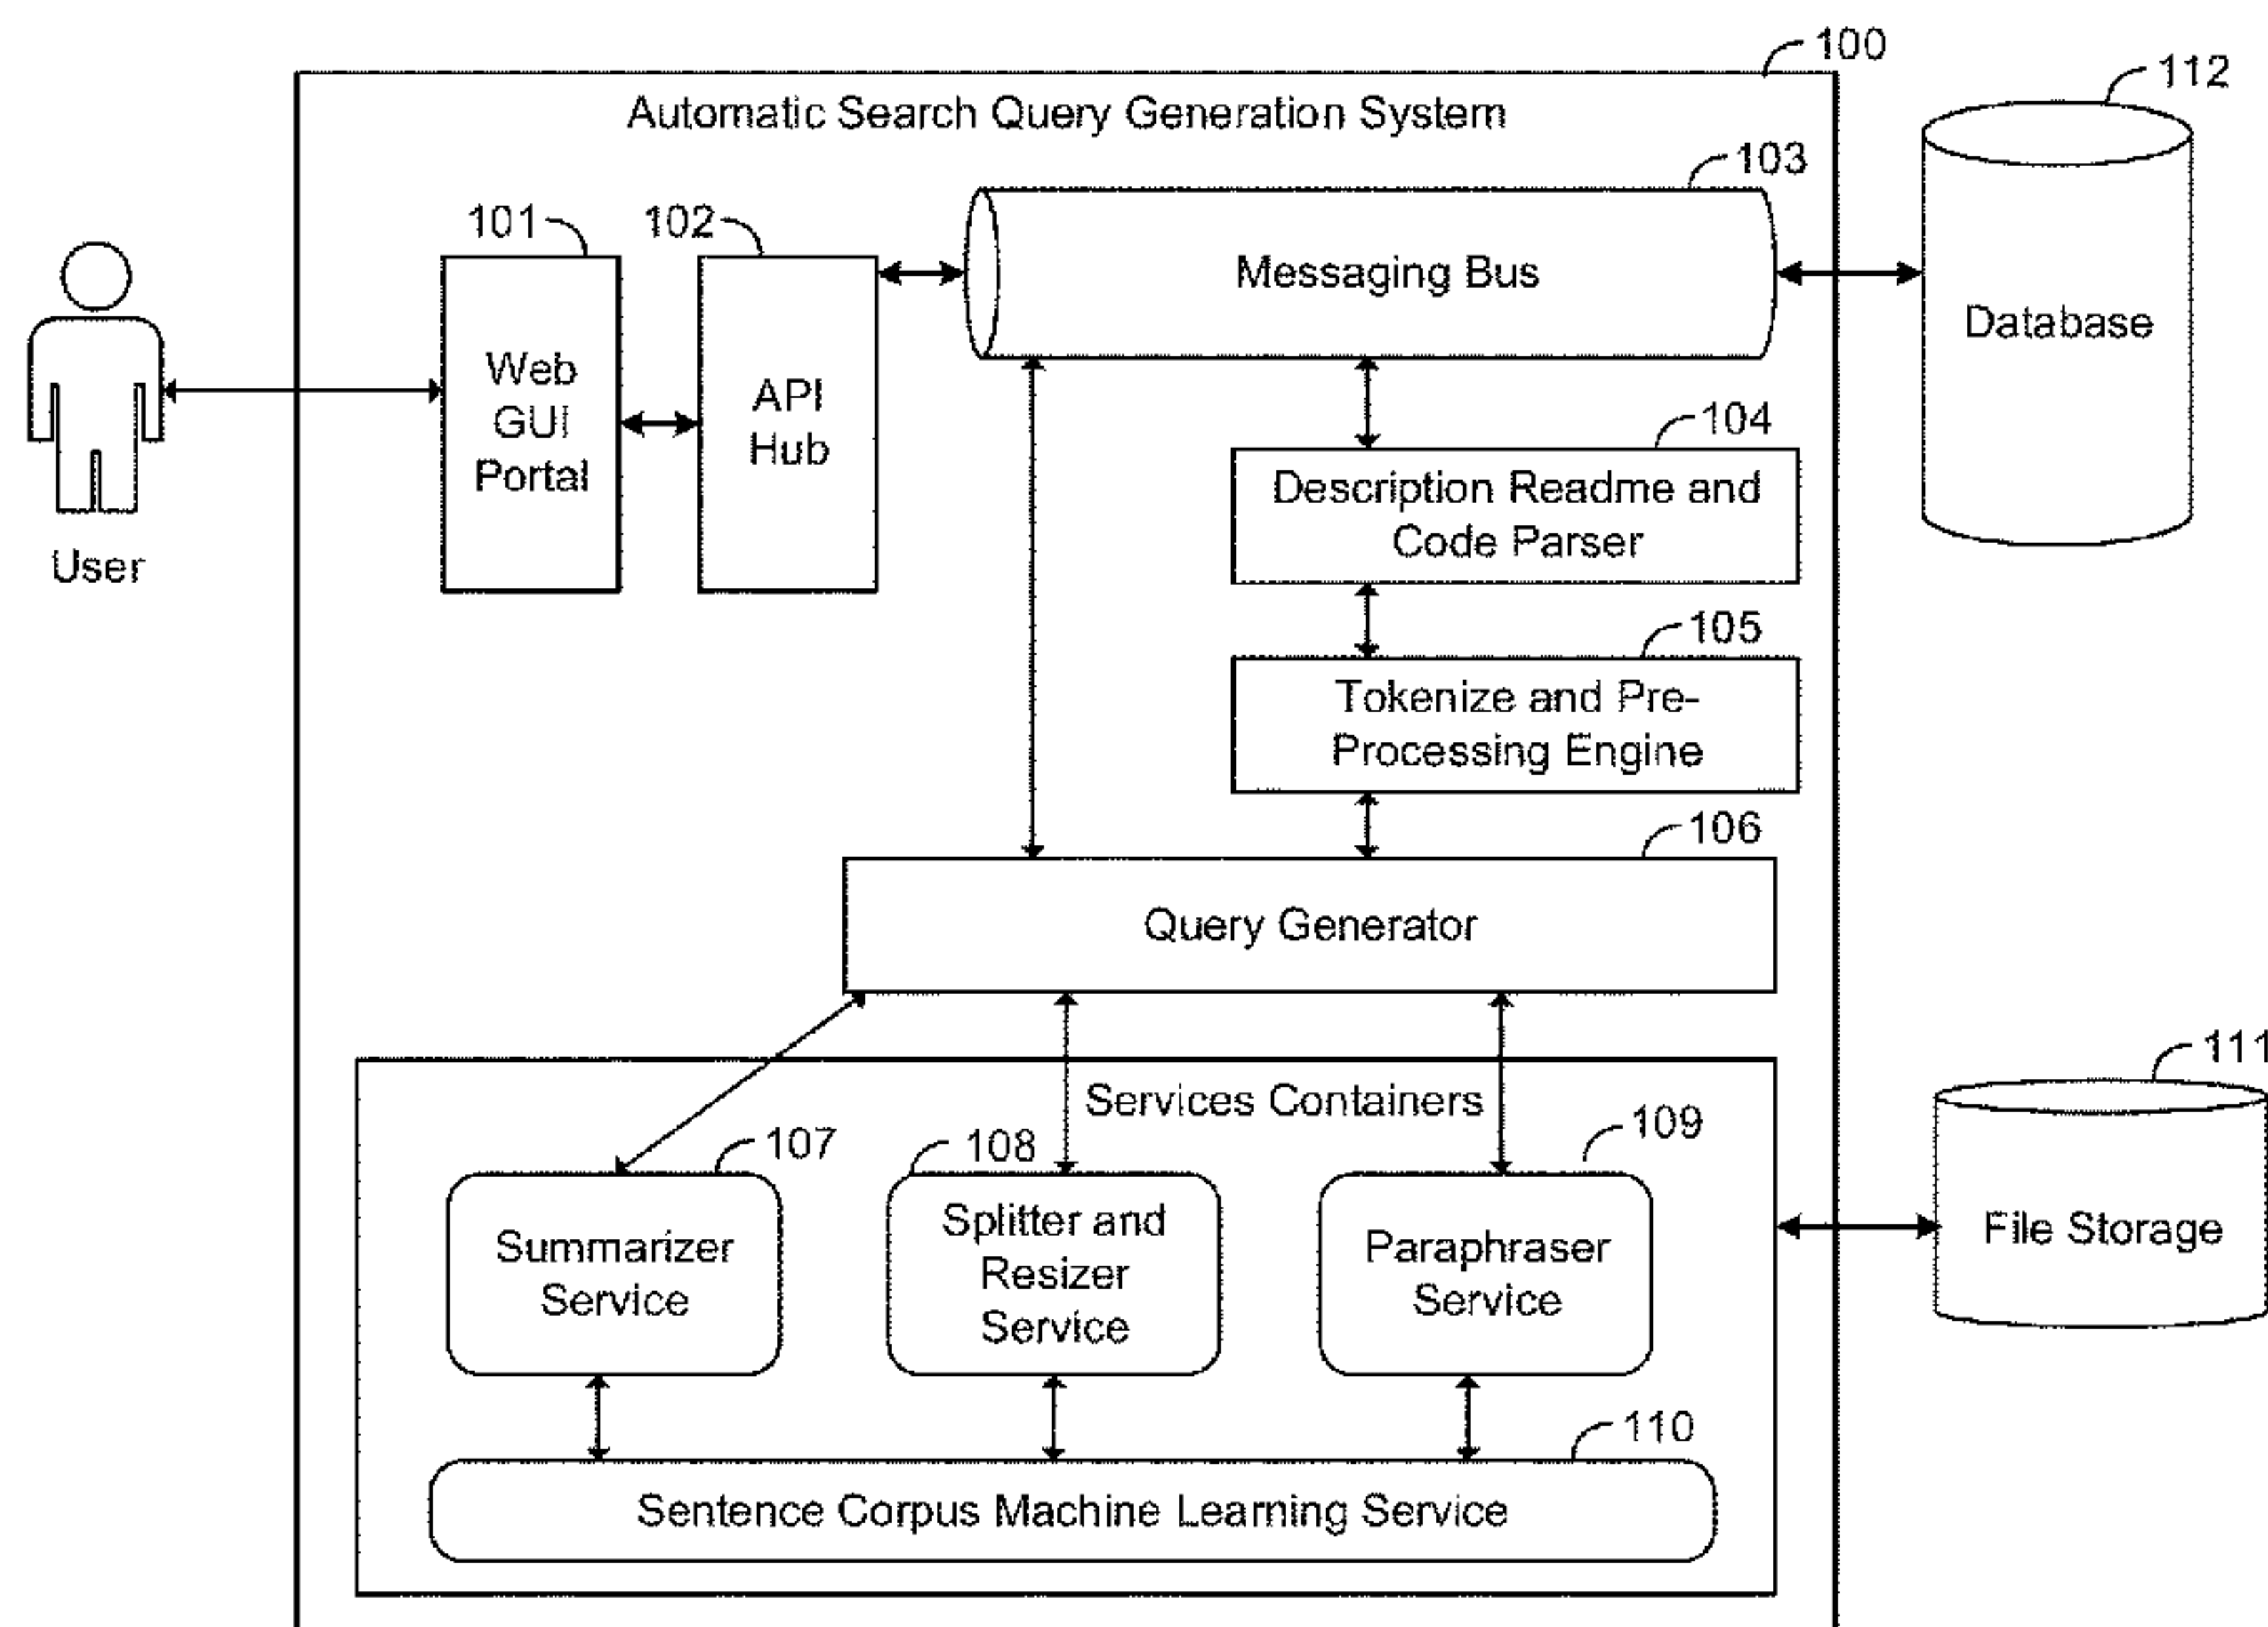 100
Automatic Search Query Generation System
112
103
101
102
Messaging Bus
Database
Web
GUI
Portal
API
Hub
User
104
Description Readme and
Code Parser
105
Tokenize and Pre-
Processing Engine
106
Query Generator
111
Services Containers
File Storage
107
Summarizer
Service
108
Splitter and
Resizer
Service
109
Paraphraser
Service
110
Sentence Corpus Machine Learning Service